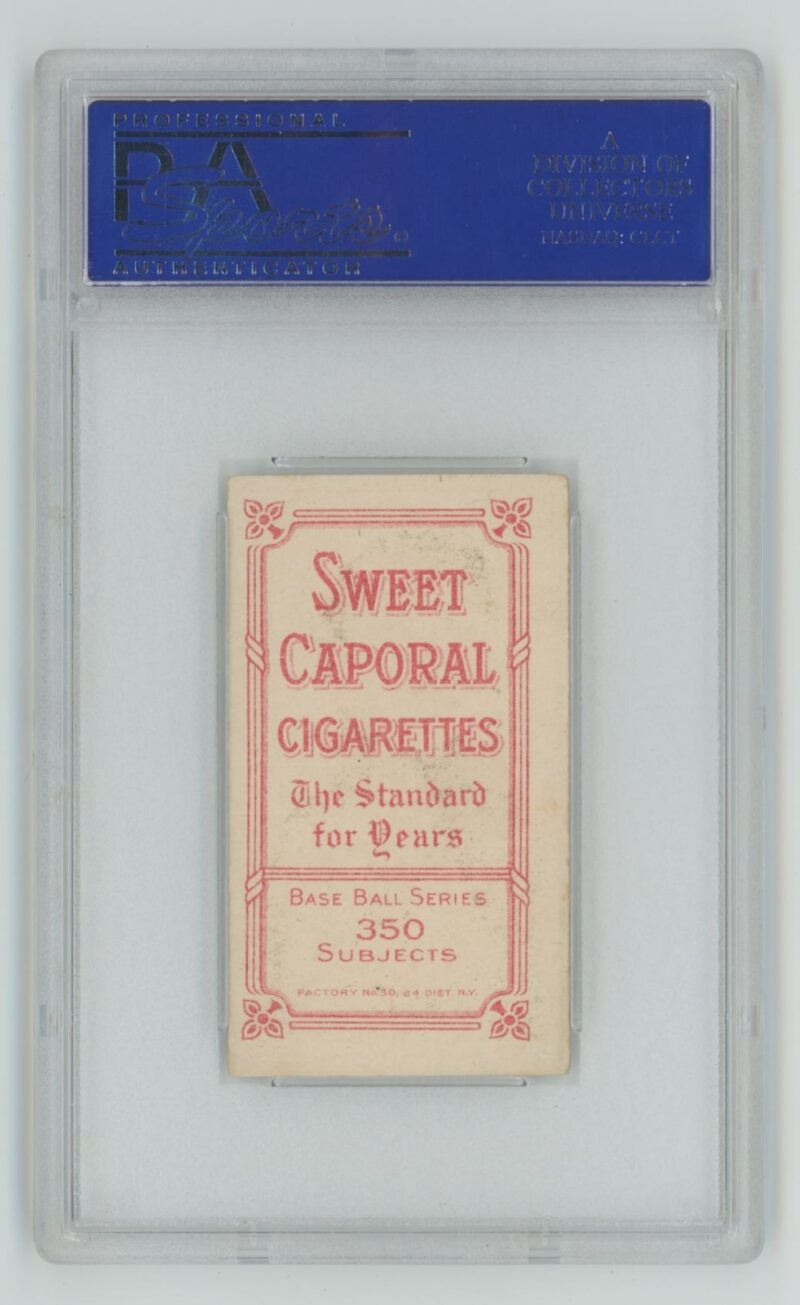 PROFESSIONAL
PSA
Sports
AUTHENTICATOR
A
DIVISION OF
COLLECTORS
UNIVERSE
NASDAQ: CLCT
SWEET
CAPORAL
CIGARETTES
The Standard
for Years
BASE BALL SERIES
350
SUBJECTS
FACTORY No 30, 2d DIST. N.Y.